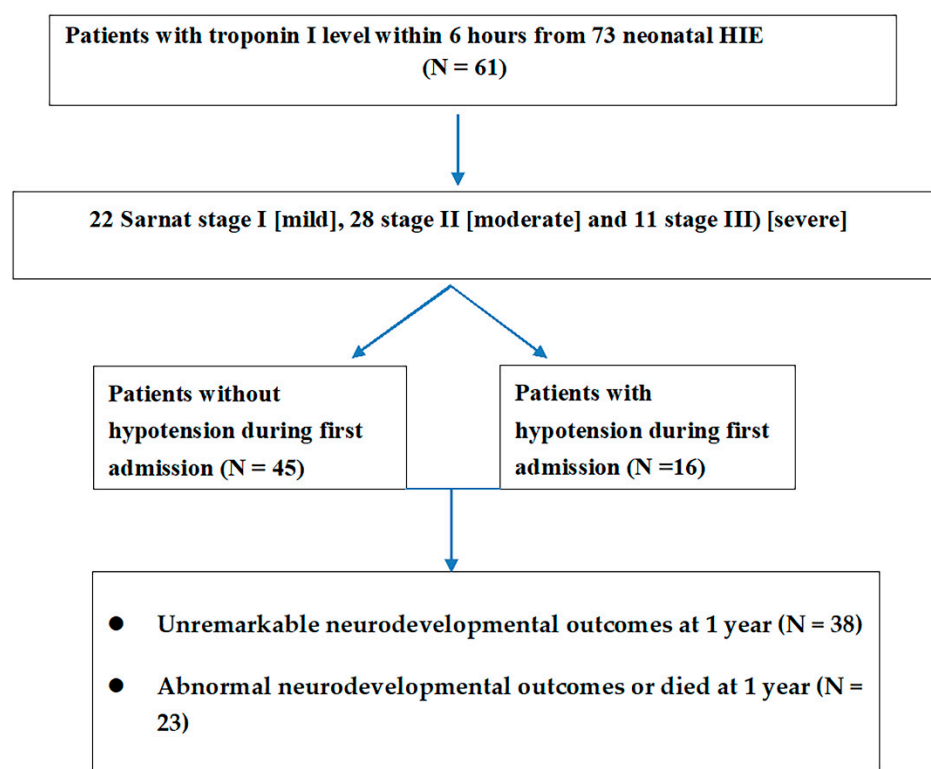 Patients with troponin I level within 6 hours from 73 neonatal HIE
(N = 61)
22 Sarnat stage I [mild], 28 stage II [moderate] and 11 stage III) [severe]
Patients without
hypotension during first
admission (N = 45)
Patients with
hypotension during first
admission (N =16)
● Unremarkable neurodevelopmental outcomes at 1 year (N = 38)
● Abnormal neurodevelopmental outcomes or died at 1 year (N =
23)